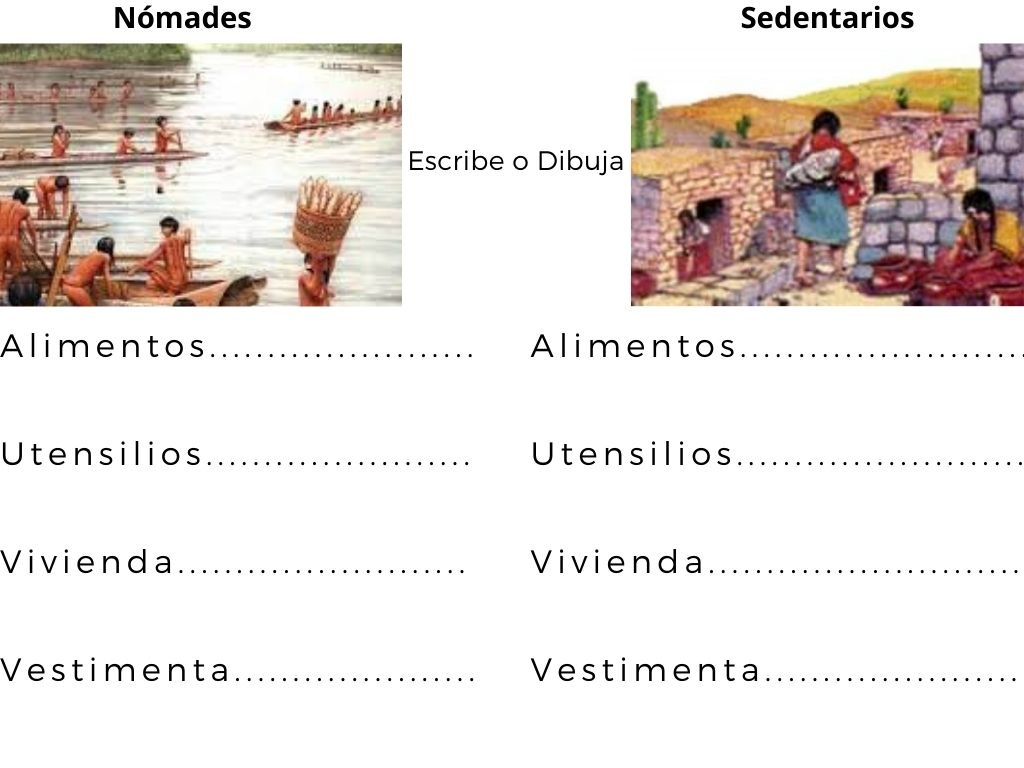 Nómades
Sedentarios
Escribe o Dibuja
Alimentos.......................
Alimentos.........................
Utensilios.......................
Utensilios.........................
Vivienda.........................
Vivienda...........................
Vestimenta.....................
Vestimenta......................